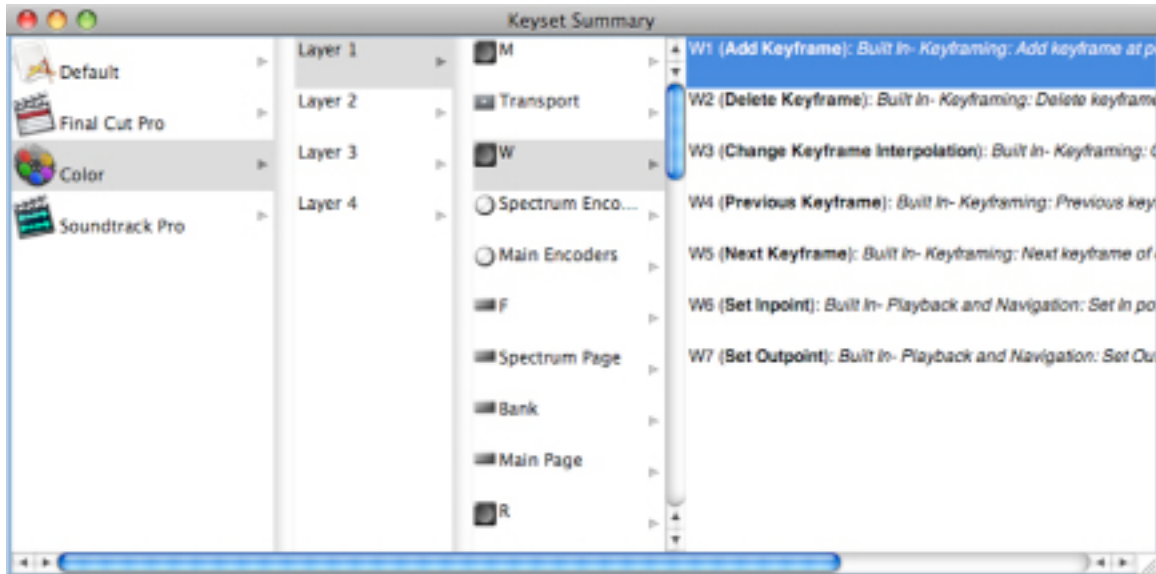 Keyset Summary
Default
Final Cut Pro
Color
Soundtrack Pro
Layer 1
Layer 2
Layer 3
Layer 4
M
Transport
W
Spectrum Enco...
Main Encoders
F
Spectrum Page
Bank
Main Page
R
W1 (Add Keyframe): Built In- Keyframing: Add keyframe at
W2 (Delete Keyframe): Built In- Keyframing: Delete keyframe
W3 (Change Keyframe Interpolation): Built In- Keyframing:
W4 (Previous Keyframe): Built In- Keyframing: Previous key
W5 (Next Keyframe): Built In- Keyframing: Next keyframe of
W6 (Set Inpoint): Built In- Playback and Navigation: Set In po
W7 (Set Outpoint): Built In- Playback and Navigation: Set Ou